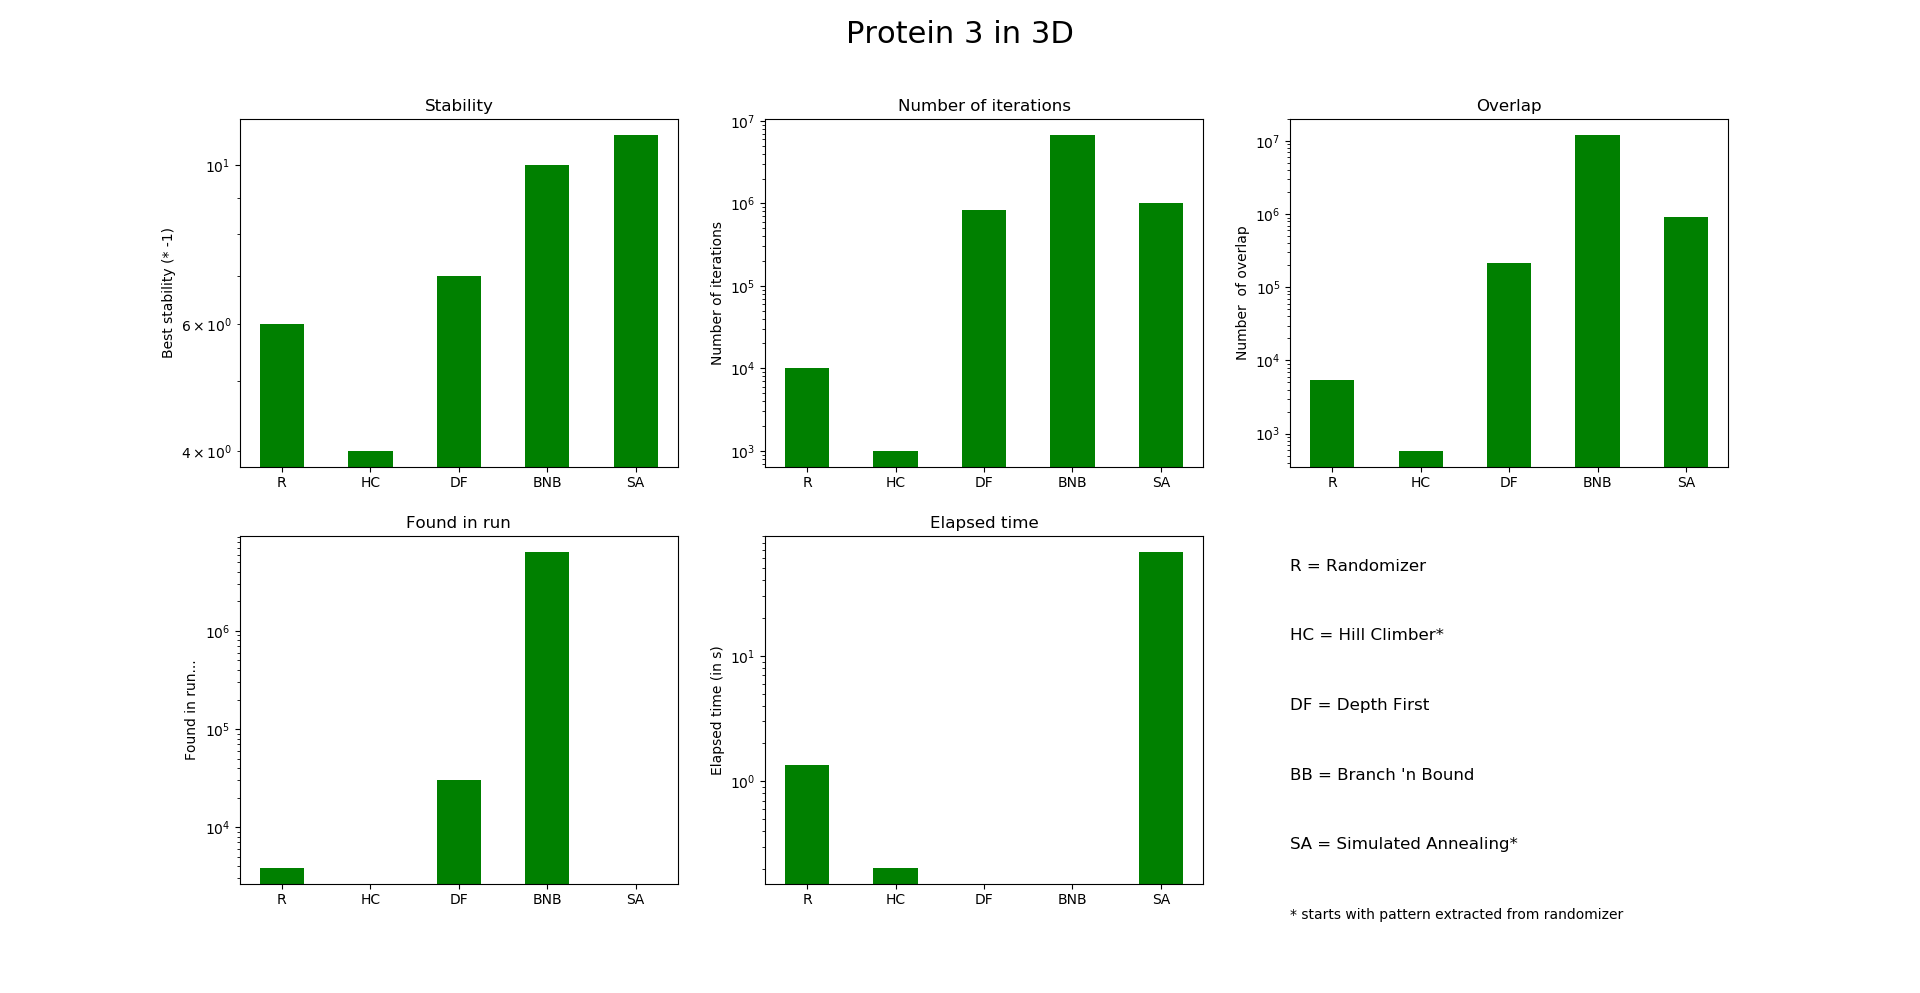 Protein 3 in 3D
Stability
Best stability (* -1)
10¹
6 × 10⁰
4 × 10⁰
R HC DF BNB SA
Number of iterations
Number of iterations
10⁷
10⁶
10⁵
10⁴
10³
R HC DF BNB SA
Overlap
Number of overlap
10⁷
10⁶
10⁵
10⁴
10³
R HC DF BNB SA
Found in run
Found in run...
10⁶
10⁵
10⁴
R HC DF BNB SA
Elapsed time
Elapsed time (in s)
10¹
10⁰
R HC DF BNB SA
R = Randomizer
HC = Hill Climber*
DF = Depth First
BB = Branch 'n Bound
SA = Simulated Annealing*
* starts with pattern extracted from randomizer